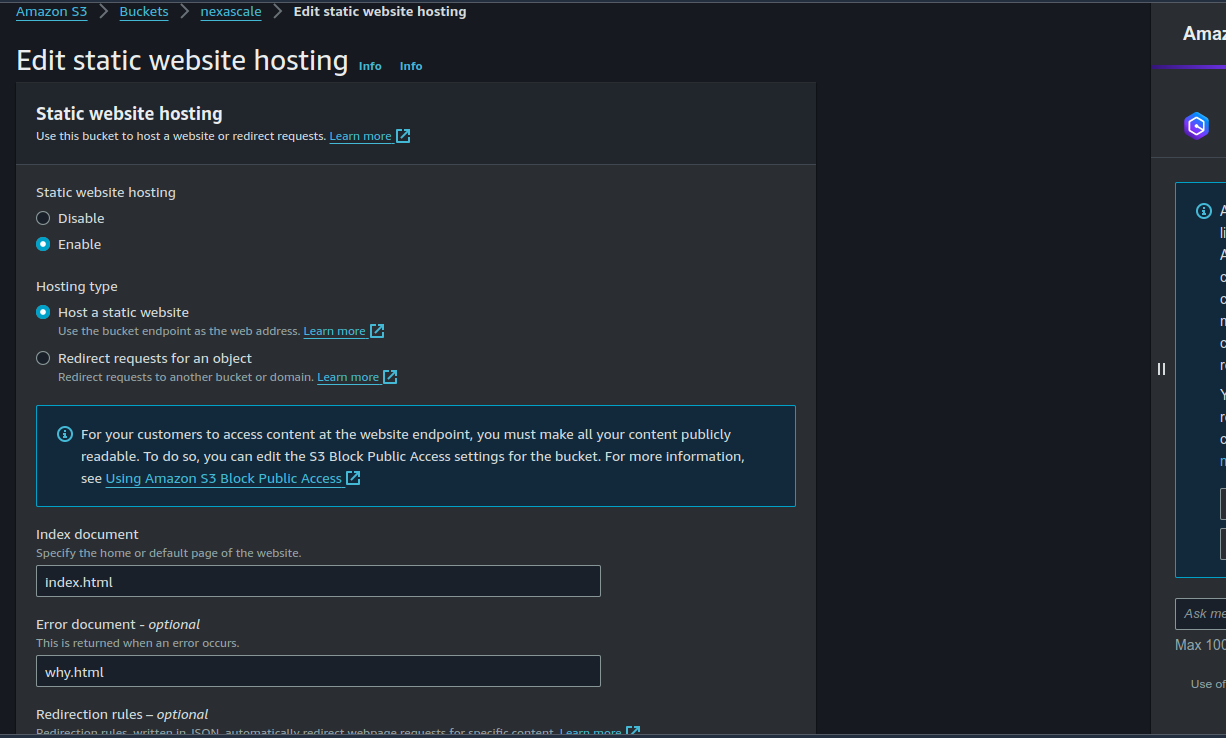 Amazon S3 > Buckets > nexascale > Edit static website hosting
Edit static website hosting Info Info
Static website hosting
Use this bucket to host a website or redirect requests. Learn more
Static website hosting
Disable
Enable
Hosting type
Host a static website
Use the bucket endpoint as the web address. Learn more
Redirect requests for an object
Redirect requests to another bucket or domain. Learn more
For your customers to access content at the website endpoint, you must make all your content publicly
readable. To do so, you can edit the S3 Block Public Access settings for the bucket. For more information,
see Using Amazon S3 Block Public Access
Index document
Specify the home or default page of the website.
index.html
Error document - optional
This is returned when an error occurs.
why.html
Redirection rules – optional
Redirection rules, written in JSON, automatically redirect webpage requests for specific content. Learn more
Amaz
Ask me
Max 100
Use of